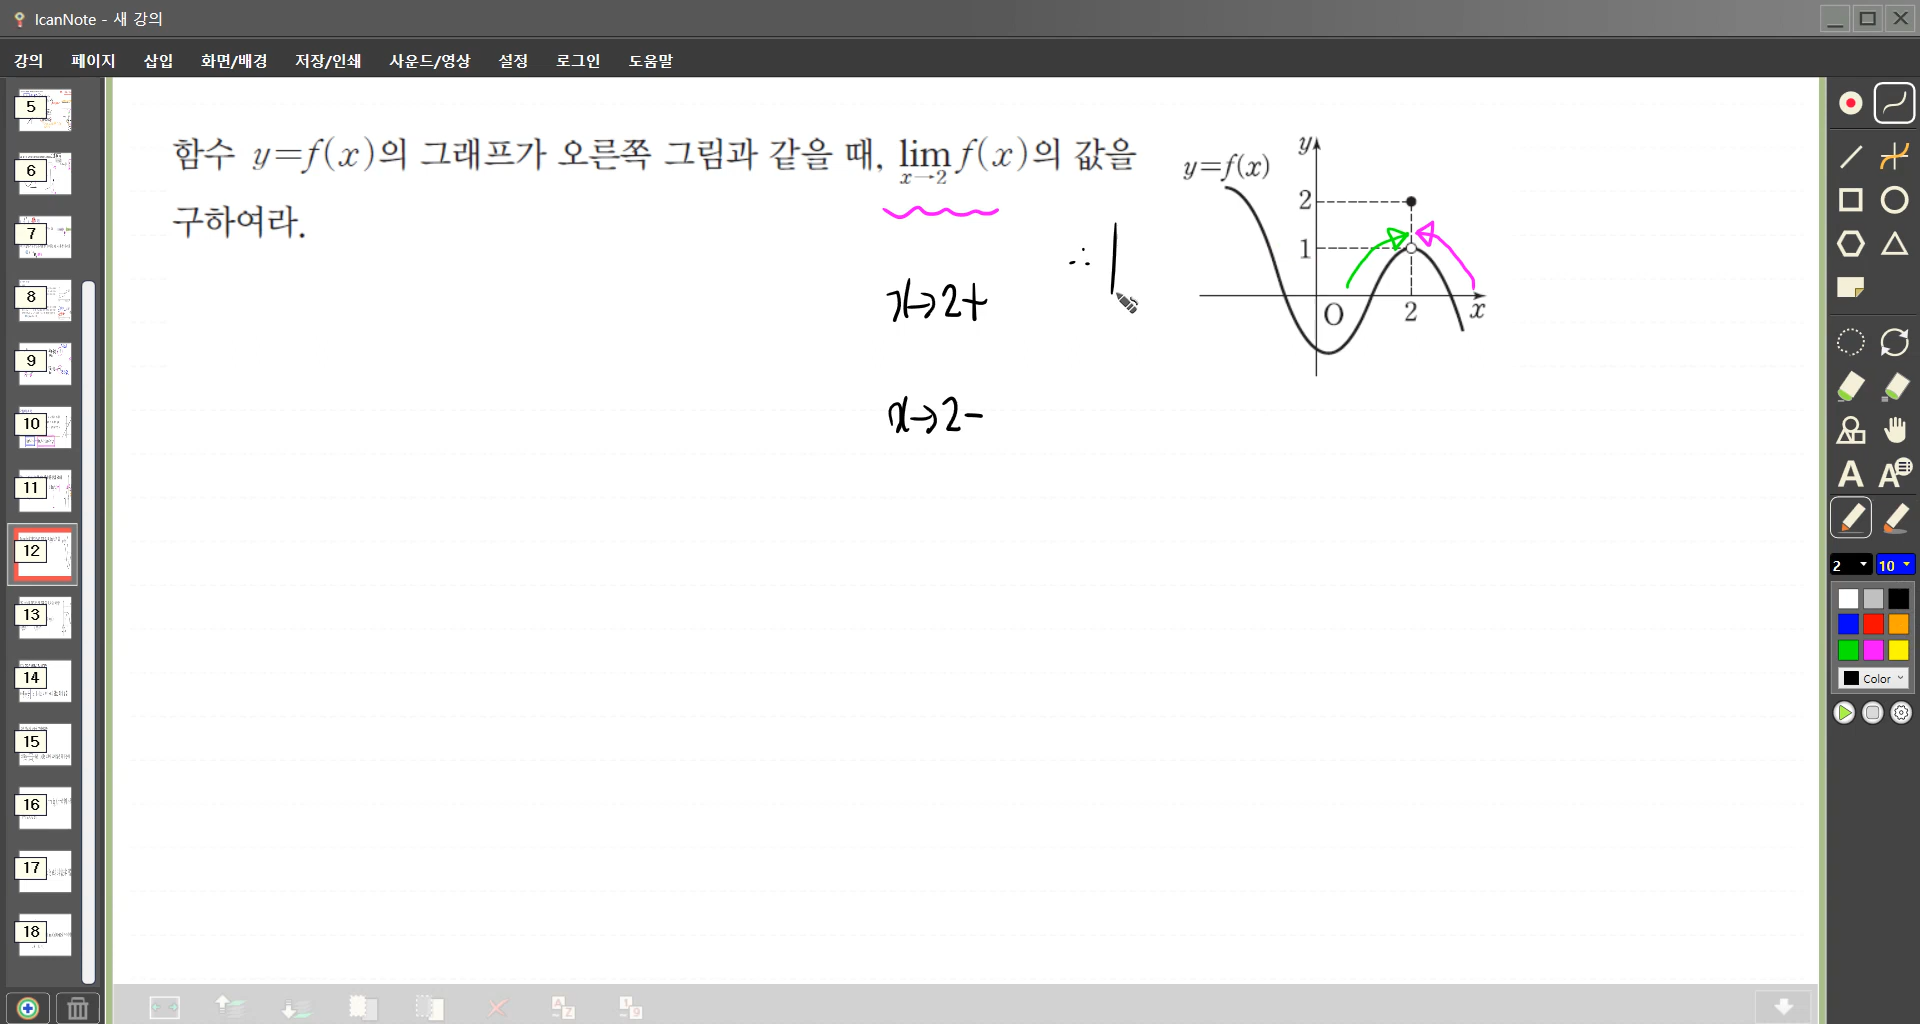 IcanNote - 새 강의
강의 페이지 삽입 화면/배경 저장/인쇄 사운드/영상 설정 로그인 도움말
5
6
7
8
9
10
11
12
13
14
15
16
17
18
함수 y=f(x)의 그래프가 오른쪽 그림과 같을 때, lim x→2 f(x)의 값을
구하여라.
x→2+
x→2-
∴ 1
y=f(x)
y
2
1
O
2
x
2
10
Color